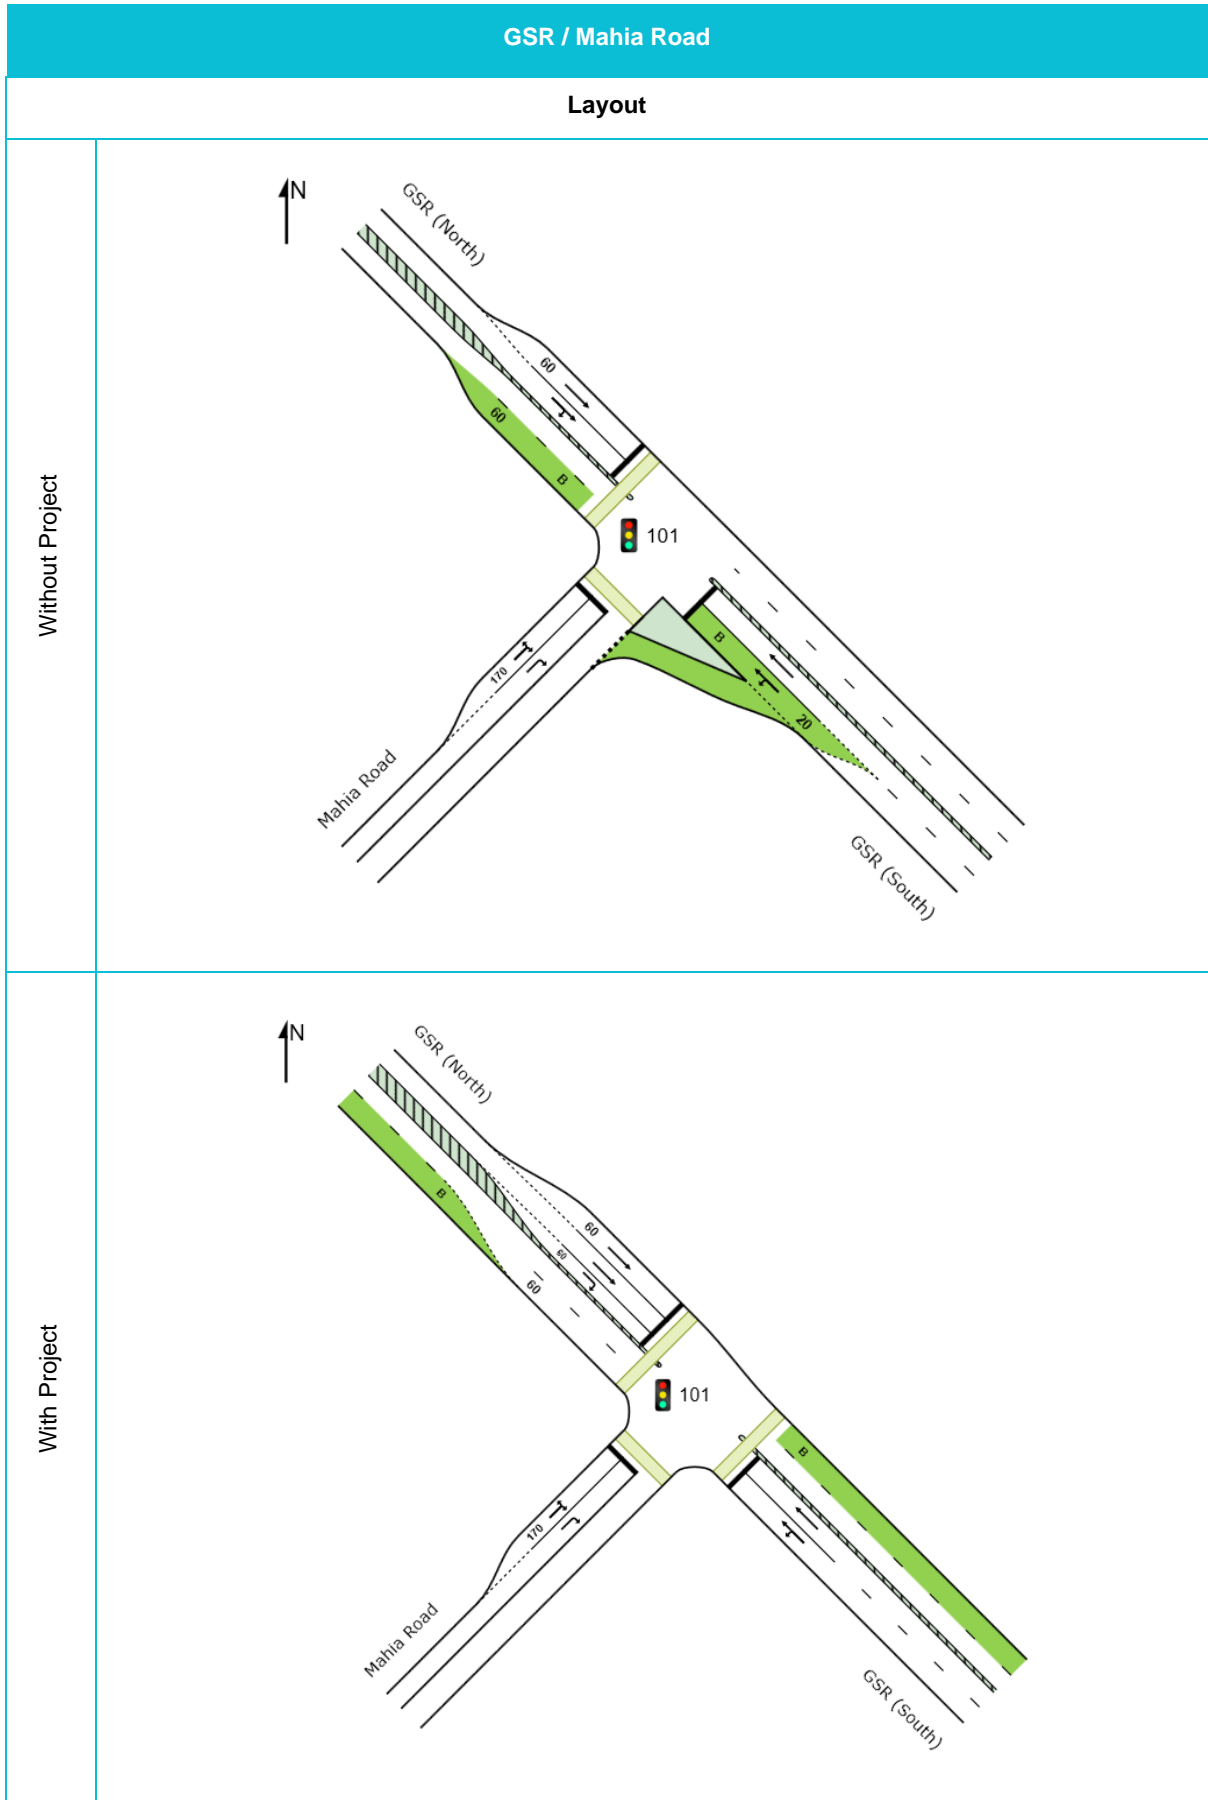 GSR / Mahia Road
Layout
Without Project
N
GSR (North)
60
60
B
101
B
170
20
Mahia Road
GSR (South)
With Project
N
GSR (North)
B
60
60
60
101
B
170
Mahia Road
GSR (South)